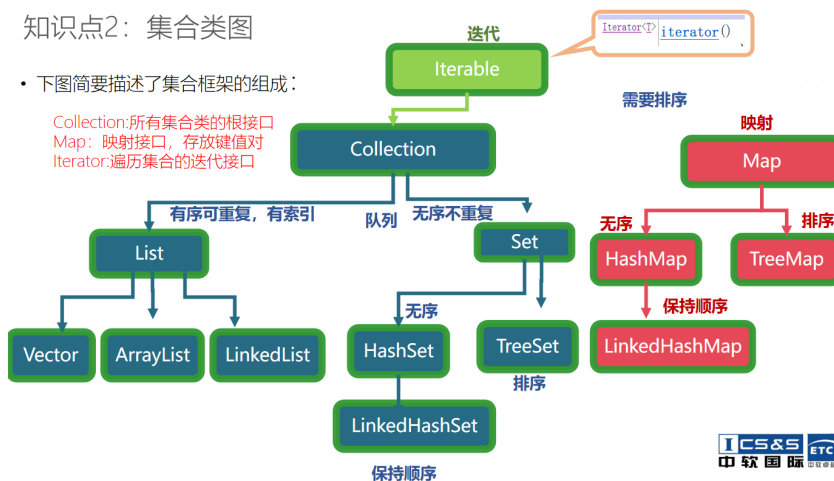 知识点2：集合类图
迭代
Iterator<T> iterator()
、
Iterable
• 下图简要描述了集合框架的组成：
需要排序
Collection:所有集合类的根接口
Map：映射接口，存放键值对
Iterator:遍历集合的迭代接口
映射
Collection
Map
有序可重复，有索引
队列
无序不重复
无序
排序
List
Set
HashMap
TreeMap
无序
保持顺序
Vector
ArrayList
LinkedList
HashSet
TreeSet
LinkedHashMap
排序
LinkedHashSet
保持顺序
ICS&S
ETC
中软国际